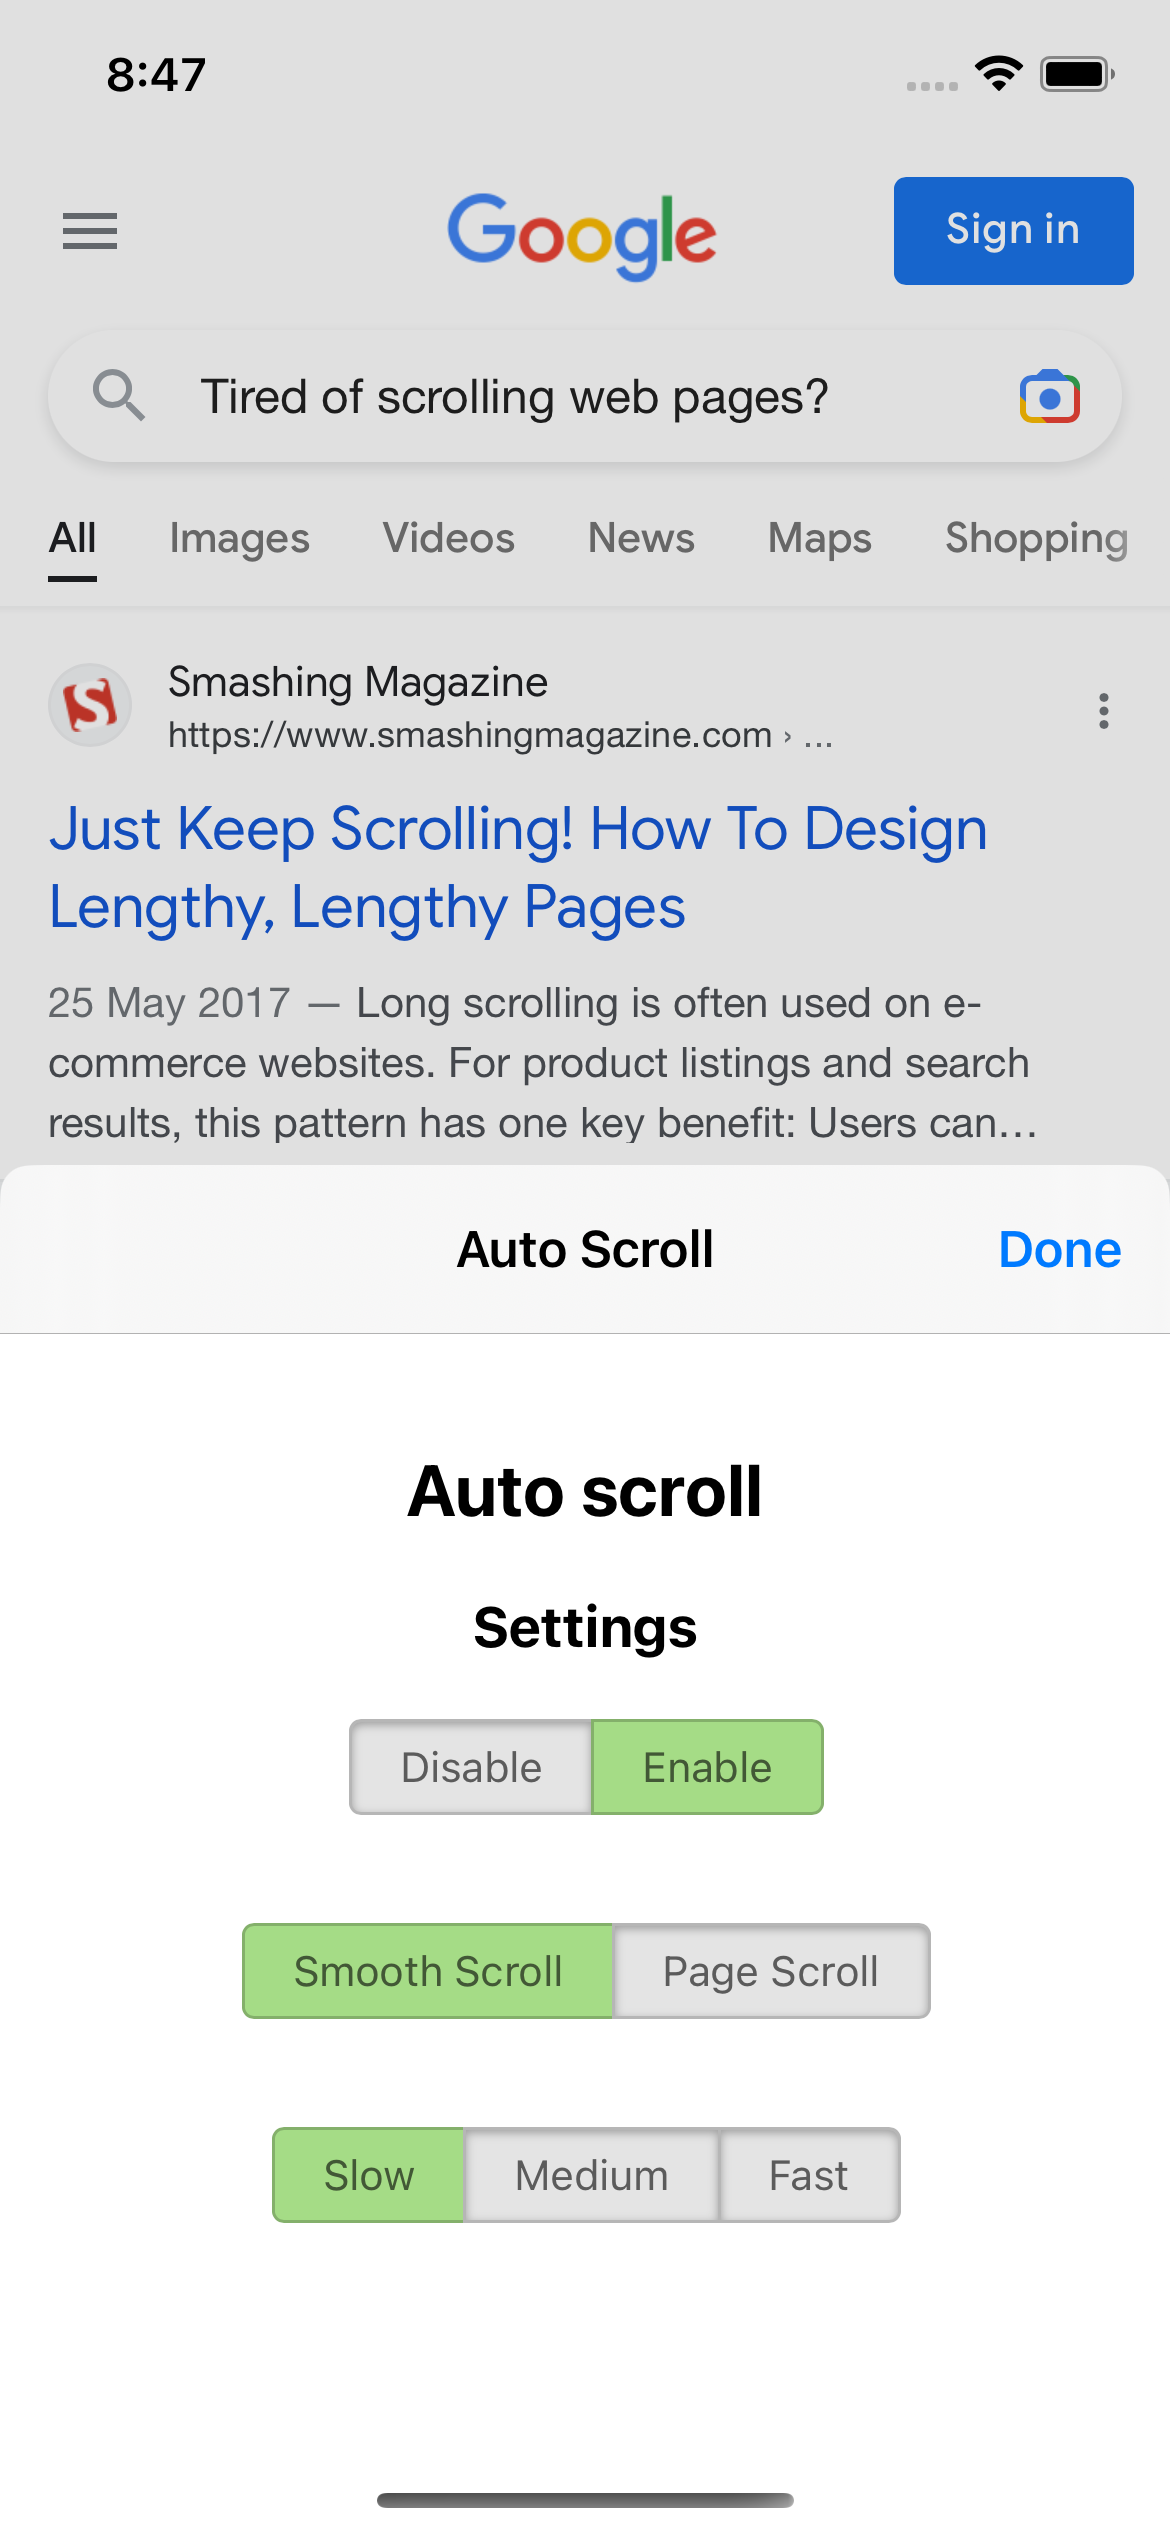 8:47
Google
Sign in
Tired of scrolling web pages?
All Images Videos News Maps Shopping
Smashing Magazine
https://www.smashingmagazine.com › ...
Just Keep Scrolling! How To Design
Lengthy, Lengthy Pages
25 May 2017 — Long scrolling is often used on e-
commerce websites. For product listings and search
results, this pattern has one key benefit: Users can...
Auto Scroll
Done
Auto scroll
Settings
Disable Enable
Smooth Scroll Page Scroll
Slow Medium Fast